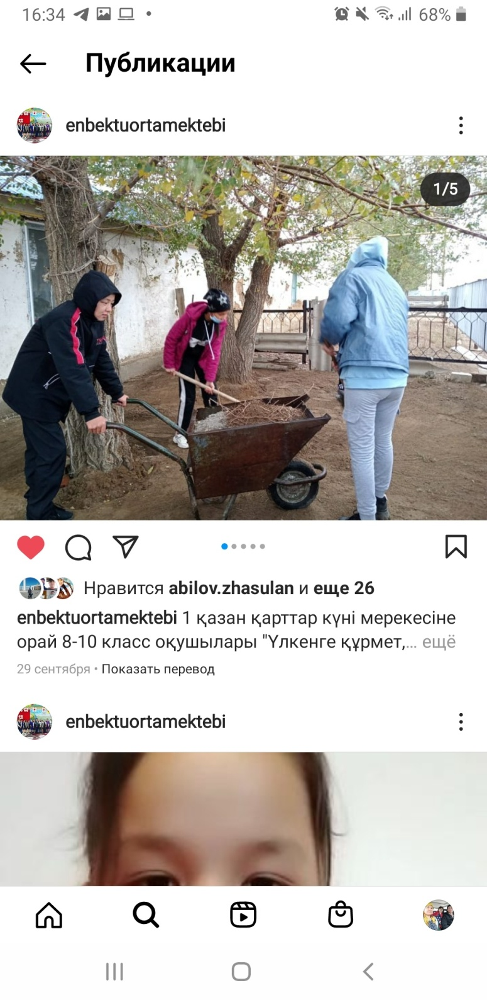 16:34
68%
Публикации
enbektuortamektebi
1/5
Нравится abilov.zhasulan и еще 26
enbektuortamektebi 1 қазан қарттар күні мерекесіне
орай 8-10 класс оқушылары "Үлкенге құрмет,... ещё
29 сентября • Показать перевод
enbektuortamektebi